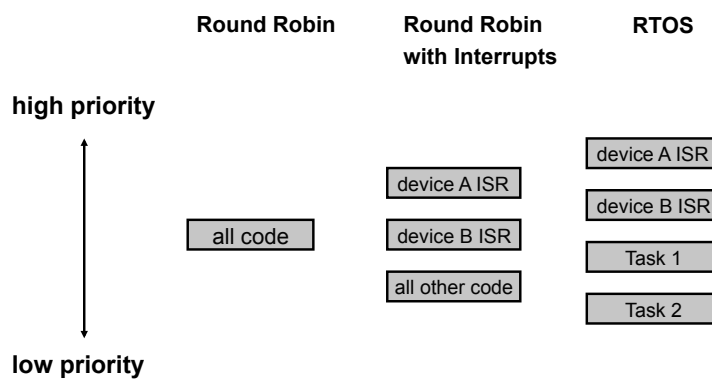 Round Robin
Round Robin
with Interrupts
RTOS
high priority
device A ISR
device A ISR
device B ISR
all code
device B ISR
Task 1
all other code
Task 2
low priority